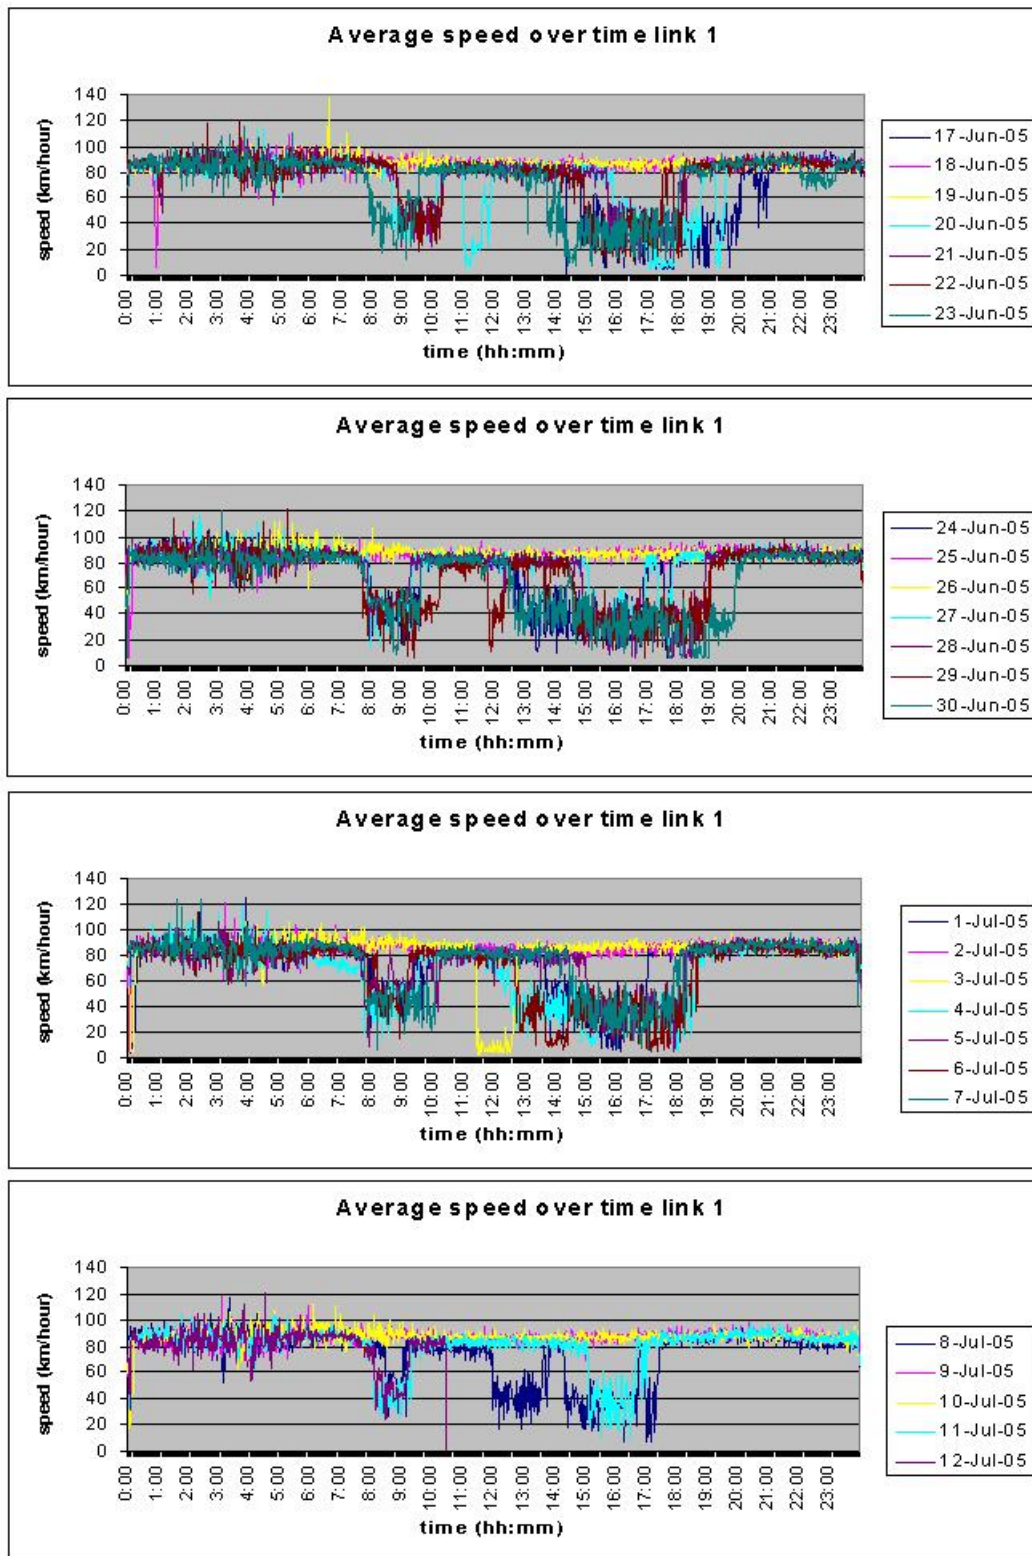 Average speed over time link 1
speed (km/hour)
140
120
100
80
60
40
20
0
0:00 1:00 2:00 3:00 4:00 5:00 6:00 7:00 8:00 9:00 10:00 11:00 12:00 13:00 14:00 15:00 16:00 17:00 18:00 19:00 20:00 21:00 22:00 23:00
time (hh:mm)
17-Jun-05
18-Jun-05
19-Jun-05
20-Jun-05
21-Jun-05
22-Jun-05
23-Jun-05
Average speed over time link 1
speed (km/hour)
140
120
100
80
60
40
20
0
0:00 1:00 2:00 3:00 4:00 5:00 6:00 7:00 8:00 9:00 10:00 11:00 12:00 13:00 14:00 15:00 16:00 17:00 18:00 19:00 20:00 21:00 22:00 23:00
time (hh:mm)
24-Jun-05
25-Jun-05
26-Jun-05
27-Jun-05
28-Jun-05
29-Jun-05
30-Jun-05
Average speed over time link 1
speed (km/hour)
140
120
100
80
60
40
20
0
0:00 1:00 2:00 3:00 4:00 5:00 6:00 7:00 8:00 9:00 10:00 11:00 12:00 13:00 14:00 15:00 16:00 17:00 18:00 19:00 20:00 21:00 22:00 23:00
time (hh:mm)
1-Jul-05
2-Jul-05
3-Jul-05
4-Jul-05
5-Jul-05
6-Jul-05
7-Jul-05
Average speed over time link 1
speed (km/hour)
140
120
100
80
60
40
20
0
0:00 1:00 2:00 3:00 4:00 5:00 6:00 7:00 8:00 9:00 10:00 11:00 12:00 13:00 14:00 15:00 16:00 17:00 18:00 19:00 20:00 21:00 22:00 23:00
time (hh:mm)
8-Jul-05
9-Jul-05
10-Jul-05
11-Jul-05
12-Jul-05